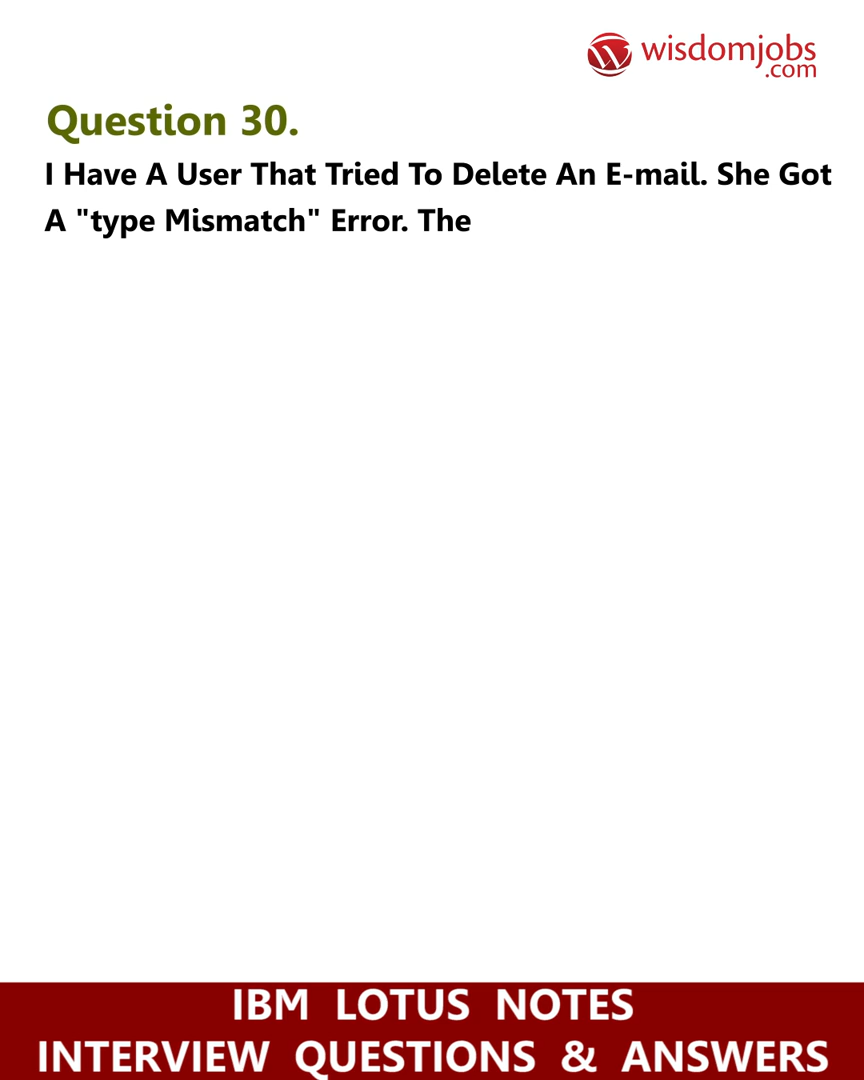 wisdomjobs
.com
Question 30.
I Have A User That Tried To Delete An E-mail. She Got
A "type Mismatch" Error. The
IBM LOTUS NOTES
INTERVIEW QUESTIONS & ANSWERS